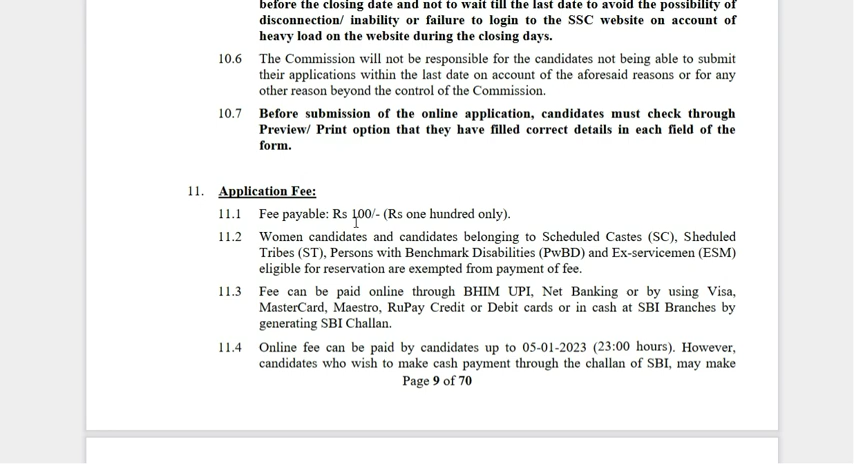 before the closing date and not to wait till the last date to avoid the possibility of
disconnection/ inability or failure to login to the SSC website on account of
heavy load on the website during the closing days.
10.6 The Commission will not be responsible for the candidates not being able to submit
their applications within the last date on account of the aforesaid reasons or for any
other reason beyond the control of the Commission.
10.7 Before submission of the online application, candidates must check through
Preview/ Print option that they have filled correct details in each field of the
form.
11. Application Fee:
11.1 Fee payable: Rs 100/- (Rs one hundred only).
11.2 Women candidates and candidates belonging to Scheduled Castes (SC), Sheduled
Tribes (ST), Persons with Benchmark Disabilities (PwBD) and Ex-servicemen (ESM)
eligible for reservation are exempted from payment of fee.
11.3 Fee can be paid online through BHIM UPI, Net Banking or by using Visa,
MasterCard, Maestro, RuPay Credit or Debit cards or in cash at SBI Branches by
generating SBI Challan.
11.4 Online fee can be paid by candidates up to 05-01-2023 (23:00 hours). However,
candidates who wish to make cash payment through the challan of SBI, may make
Page 9 of 70